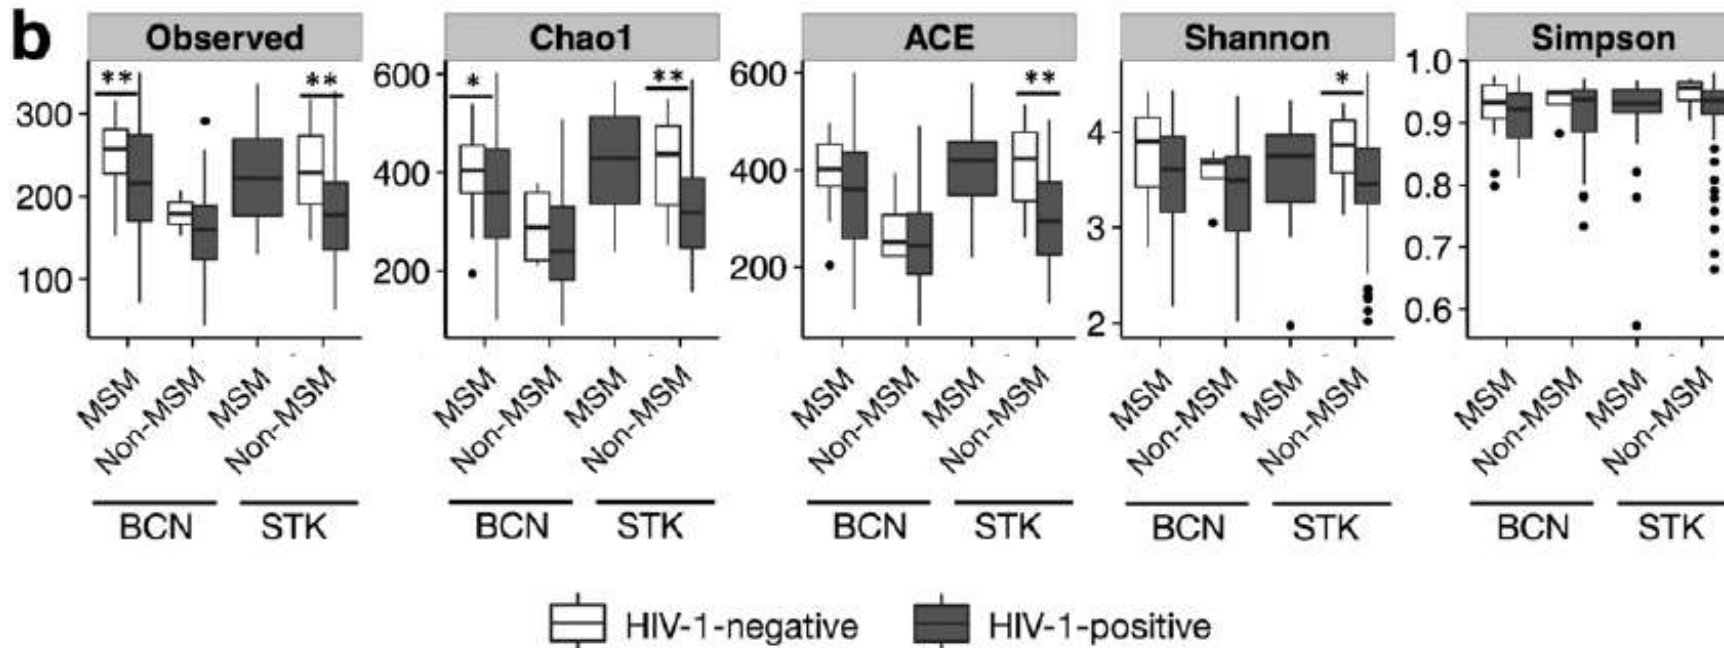 b
Observed Chao1 ACE Shannon Simpson
** ** * ** ** *
300
200
100
600
400
200
600
400
200
4
3
2
1.0
0.9
0.8
0.7
0.6
MSM Non-MSM MSM Non-MSM MSM Non-MSM MSM Non-MSM MSM Non-MSM MSM Non-MSM MSM Non-MSM MSM Non-MSM MSM Non-MSM MSM Non-MSM
BCN STK BCN STK BCN STK BCN STK BCN STK
HIV-1-negative HIV-1-positive